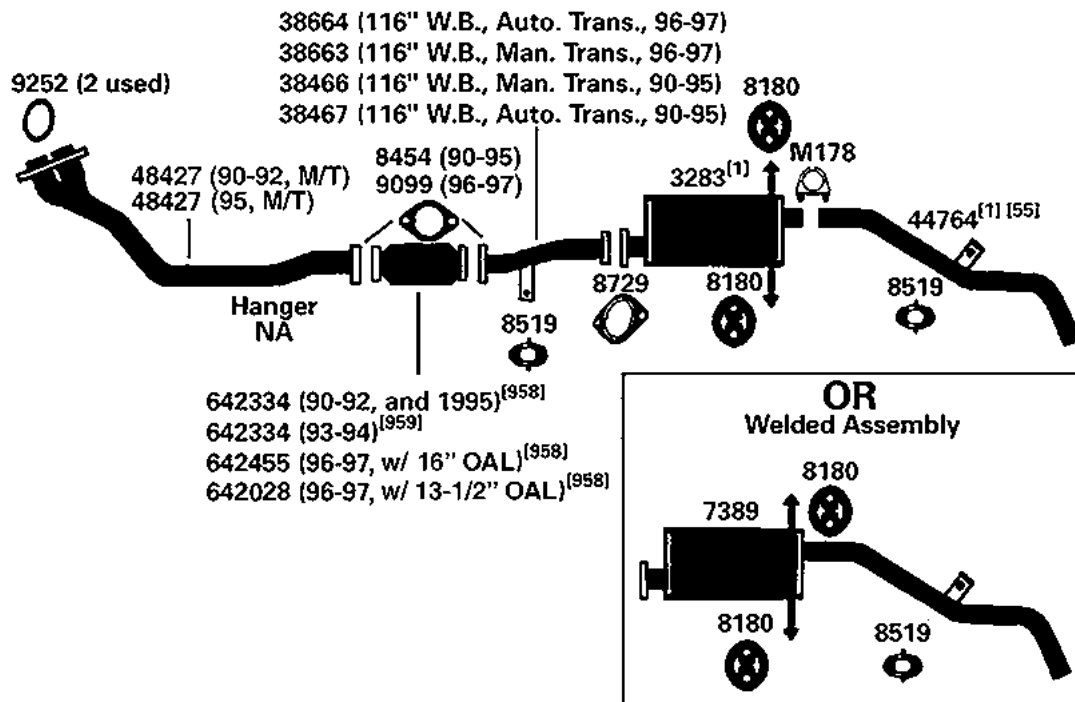 38664 (116" W.B., Auto. Trans., 96-97)
38663 (116" W.B., Man. Trans., 96-97)
38466 (116" W.B., Man. Trans., 90-95)
38467 (116" W.B., Auto. Trans., 90-95)
9252 (2 used)
8180
M178
48427 (90-92, M/T)
48427 (95, M/T)
8454 (90-95)
9099 (96-97)
3283[1]
44764[1] [55]
Hanger
NA
8519
8729
8180
8519
642334 (90-92, and 1995)[958]
642334 (93-94)[959]
642455 (96-97, w/ 16” OAL)[958]
642028 (96-97, w/ 13-1/2” OAL)[958]
OR
Welded Assembly
8180
7389
8180
8519